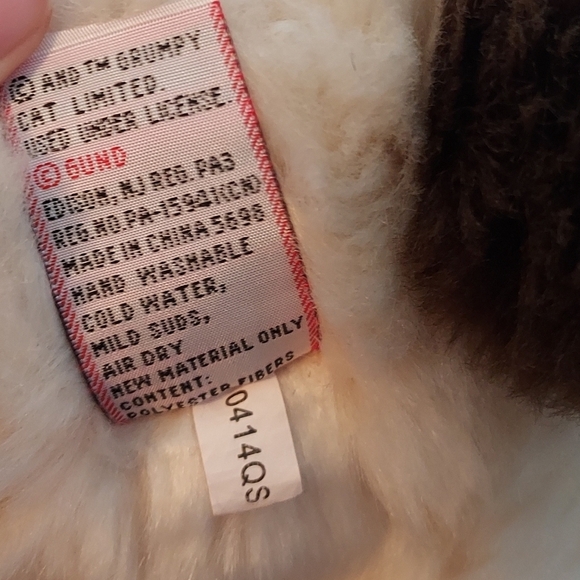 © AND ™ GRUMPY
CAT LIMITED.
USED UNDER LICENSE
© GUND
EDISON, NJ REG. PA3
REG.NO.PA-1594(CN)
MADE IN CHINA 5698
HAND WASHABLE
COLD WATER,
MILD SUDS,
AIR DRY
NEW MATERIAL ONLY
CONTENT:
POLYESTER FIBERS
0414QS